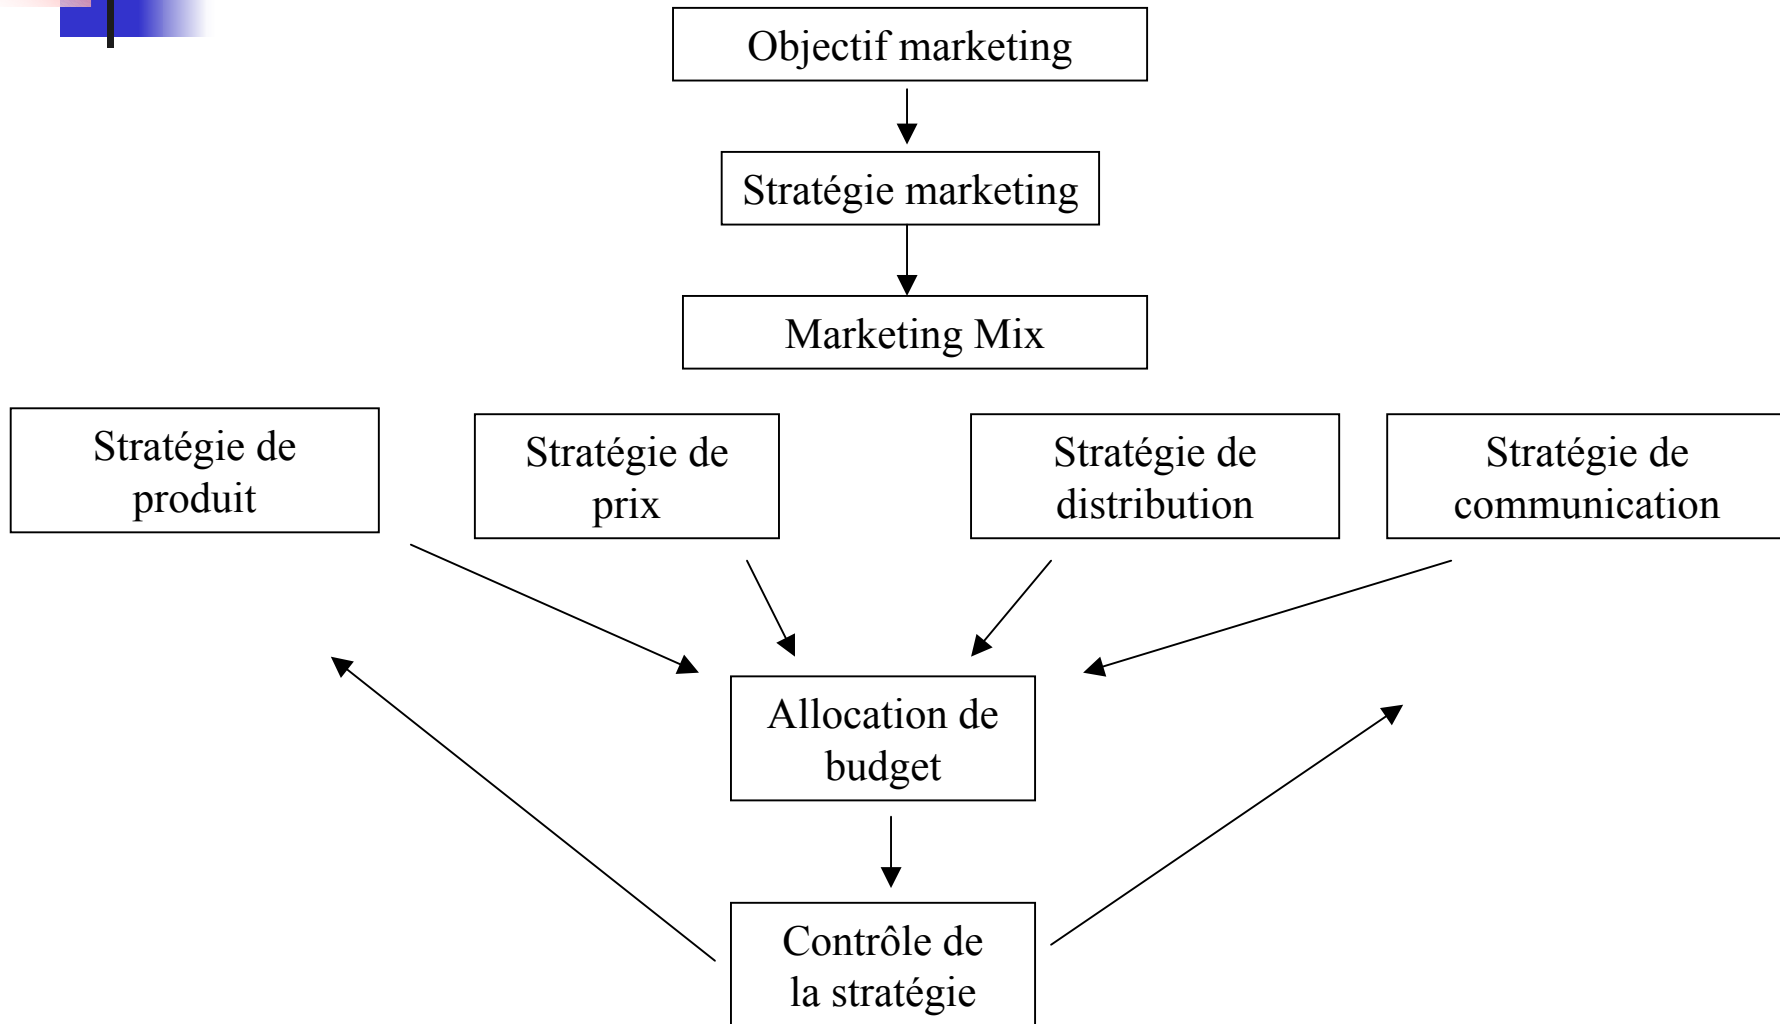 Objectif marketing
Stratégie marketing
Marketing Mix
Stratégie de
produit
Stratégie de
prix
Stratégie de
distribution
Stratégie de
communication
Allocation de
budget
Contrôle de
la stratégie